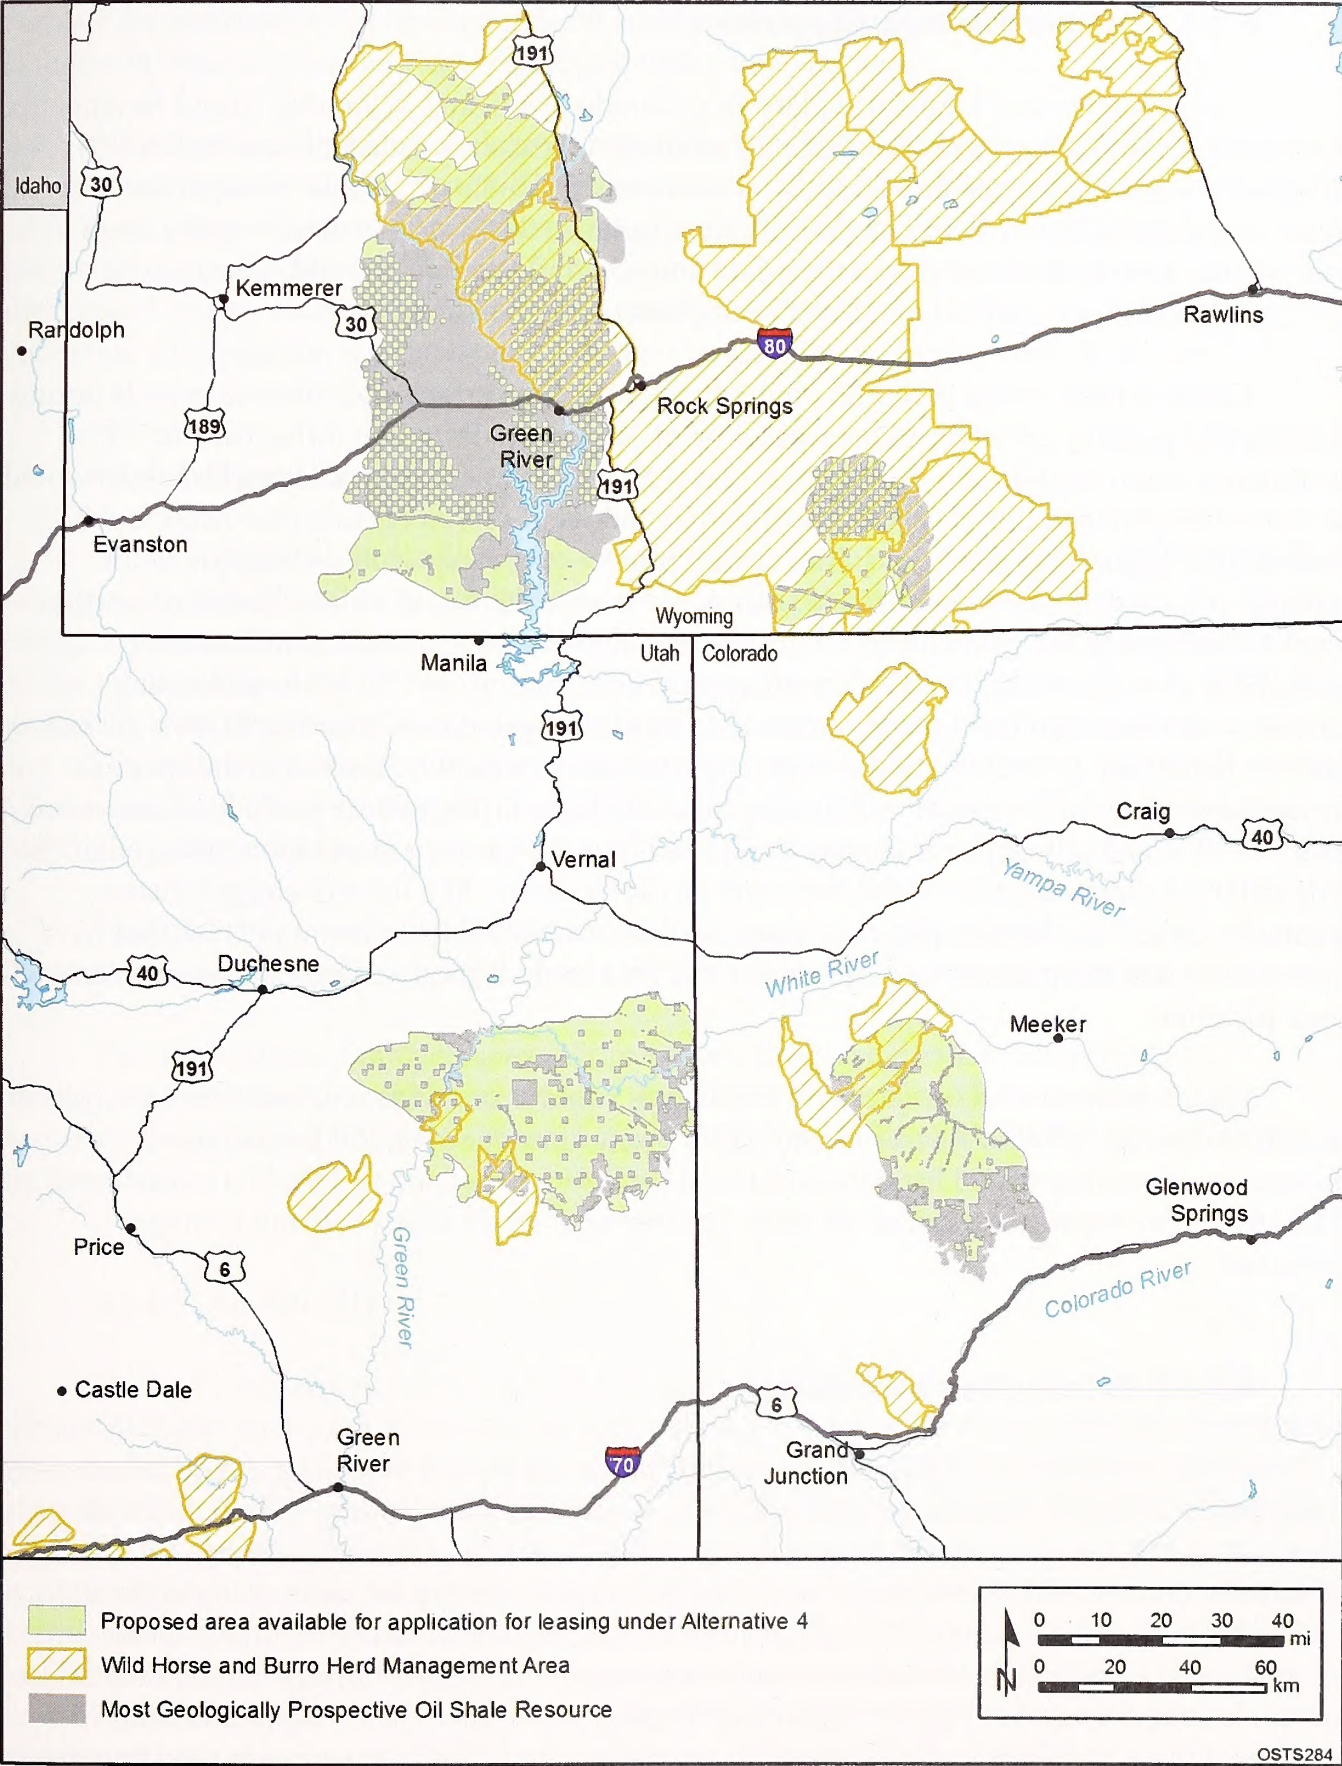 191
Idaho
30
Kemmerer
30
Randolph
Rawlins
80
Rock Springs
189
Green
River
191
Evanston
Wyoming
Manila
Utah
Colorado
191
Craig
40
Vernal
Yampa River
White River
Duchesne
40
Meeker
191
Glenwood
Springs
Price
6
Green River
Colorado River
Castle Dale
6
Green
River
70
Grand
Junction
Proposed area available for application for leasing under Alternative 4
Wild Horse and Burro Herd Management Area
Most Geologically Prospective Oil Shale Resource
N
0 10 20 30 40
mi
0 20 40 60
km
OSTS284